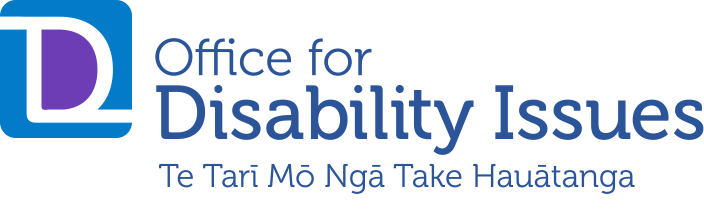 Office for
Disability Issues
Te Tarī Mō Ngā Take Hauātanga